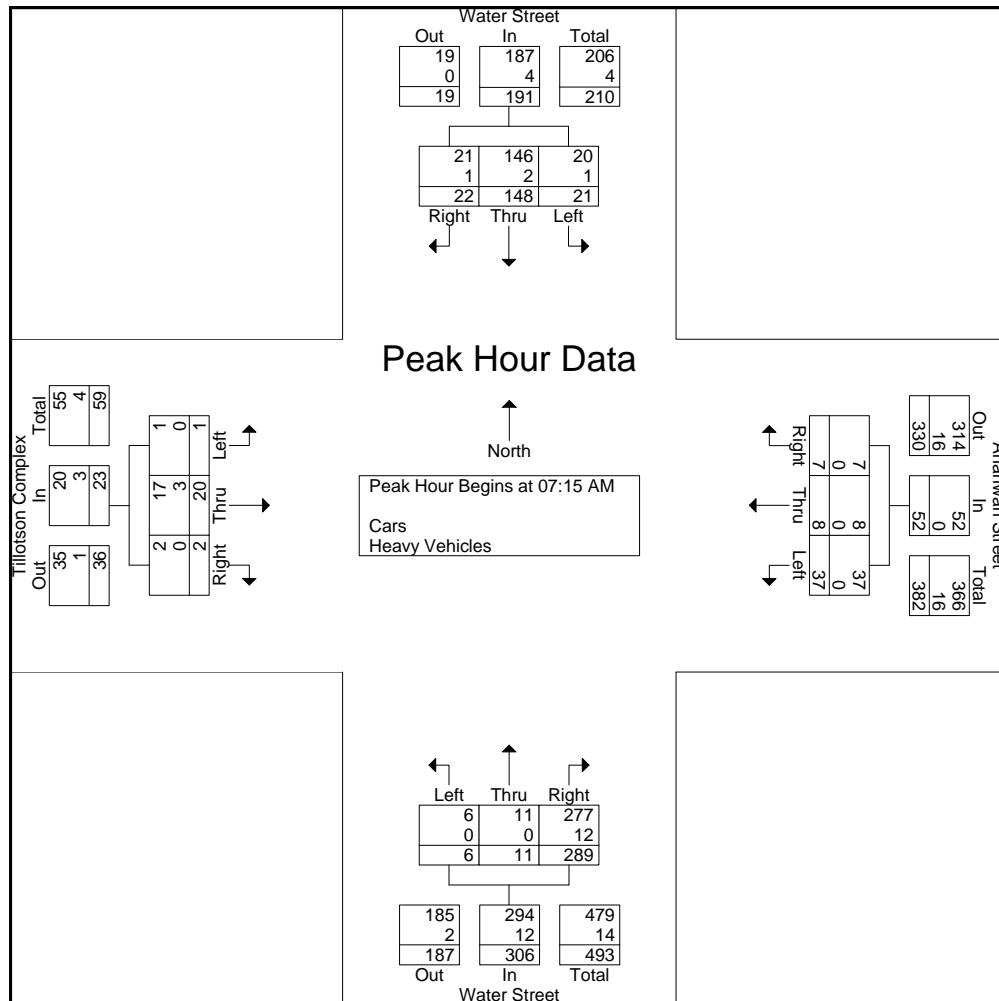 Water Street
Out In Total
19 187 206
0 4 4
19 191 210
21 146 20
1 2 1
22 148 21
Right Thru Left
Peak Hour Data
North
Peak Hour Begins at 07:15 AM
Cars
Heavy Vehicles
Tillotson Complex
Out In Total
35 20 55
1 3 4
36 23 59
1 17 2
0 3 0
1 20 2
Left Thru Right
Street
Out In Total
314 52 366
16 0 16
330 52 382
7 8 37
0 0 0
7 8 37
Right Thru Left
Left Thru Right
6 11 277
0 0 12
6 11 289
185 294 479
2 12 14
187 306 493
Out In Total
Water Street